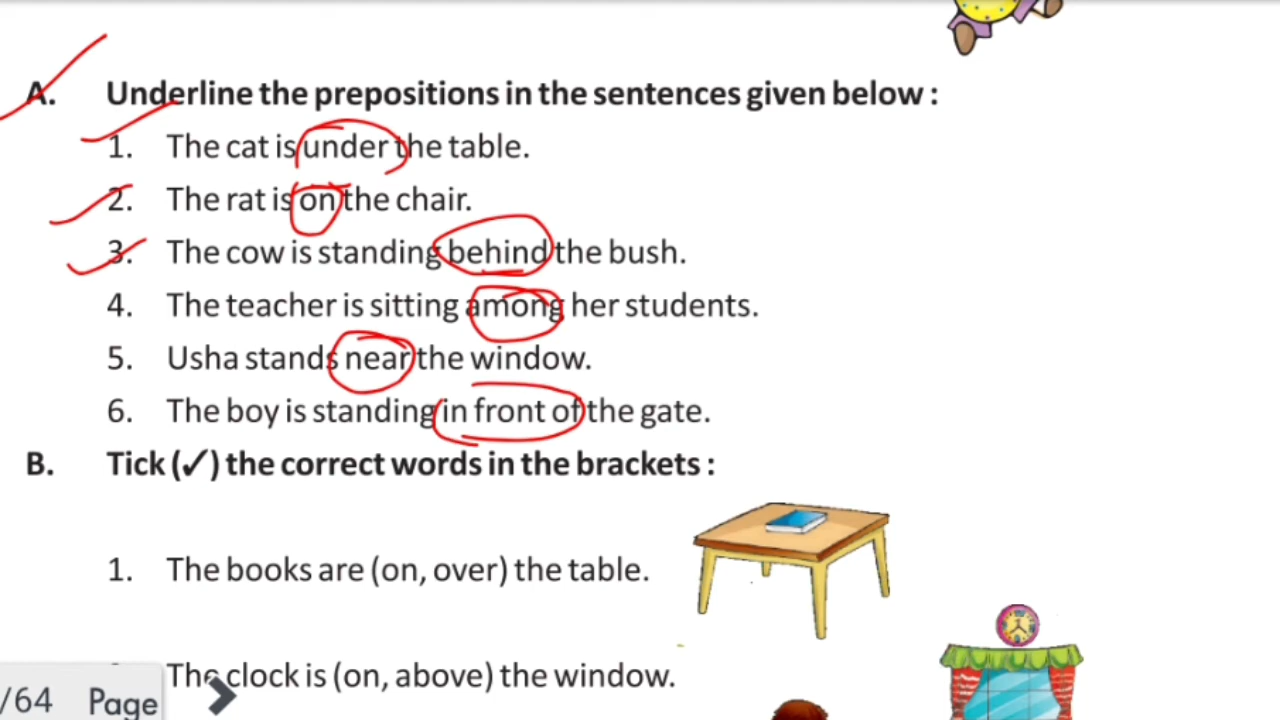 A. Underline the prepositions in the sentences given below :
1. The cat is under the table.
2. The rat is on the chair.
3. The cow is standing behind the bush.
4. The teacher is sitting among her students.
5. Usha stands near the window.
6. The boy is standing in front of the gate.
B. Tick (✓) the correct words in the brackets :
1. The books are (on, over) the table.
The clock is (on, above) the window.
/64 Page